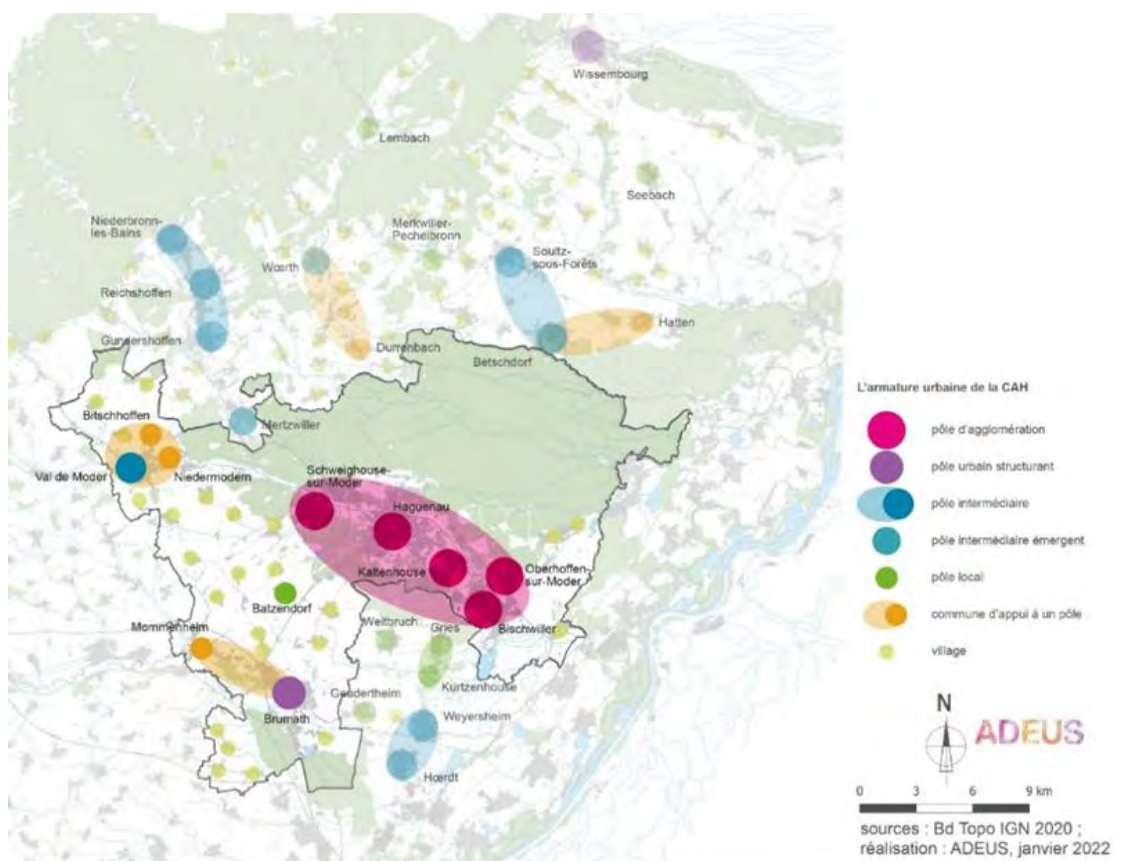 Wissembourg
Lembach
Seebach
Niederbronn-
les-Bains
Merkwiller-
Pechelbronn
Wœrth
Soultz-
sous-Forêts
Reichshoffen
Hatten
Gundershoffen
Durrenbach
Betschdorf
Bitschhoffen
Mertzwiller
Val de Moder
Niedermodern
Schweighouse-
sur-Moder
Haguenau
Kaltenhouse
Oberhoffen-
sur-Moder
Batzendorf
Weitbruch
Gries
Bischwiller
Mommenheim
Kurtzenhouse
Geudertheim
Brumath
Weyersheim
Hœrdt
L'armature urbaine de la CAH
pôle d'agglomération
pôle urbain structurant
pôle intermédiaire
pôle intermédiaire émergent
pôle local
commune d'appui à un pôle
village
N
ADEUS
0 3 6 9 km
sources : Bd Topo IGN 2020 ;
réalisation : ADEUS, janvier 2022